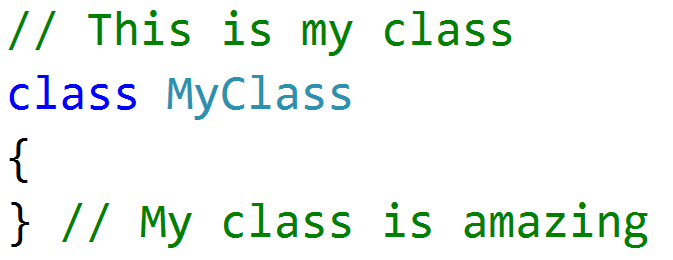 // This is my class
class MyClass
{
} // My class is amazing